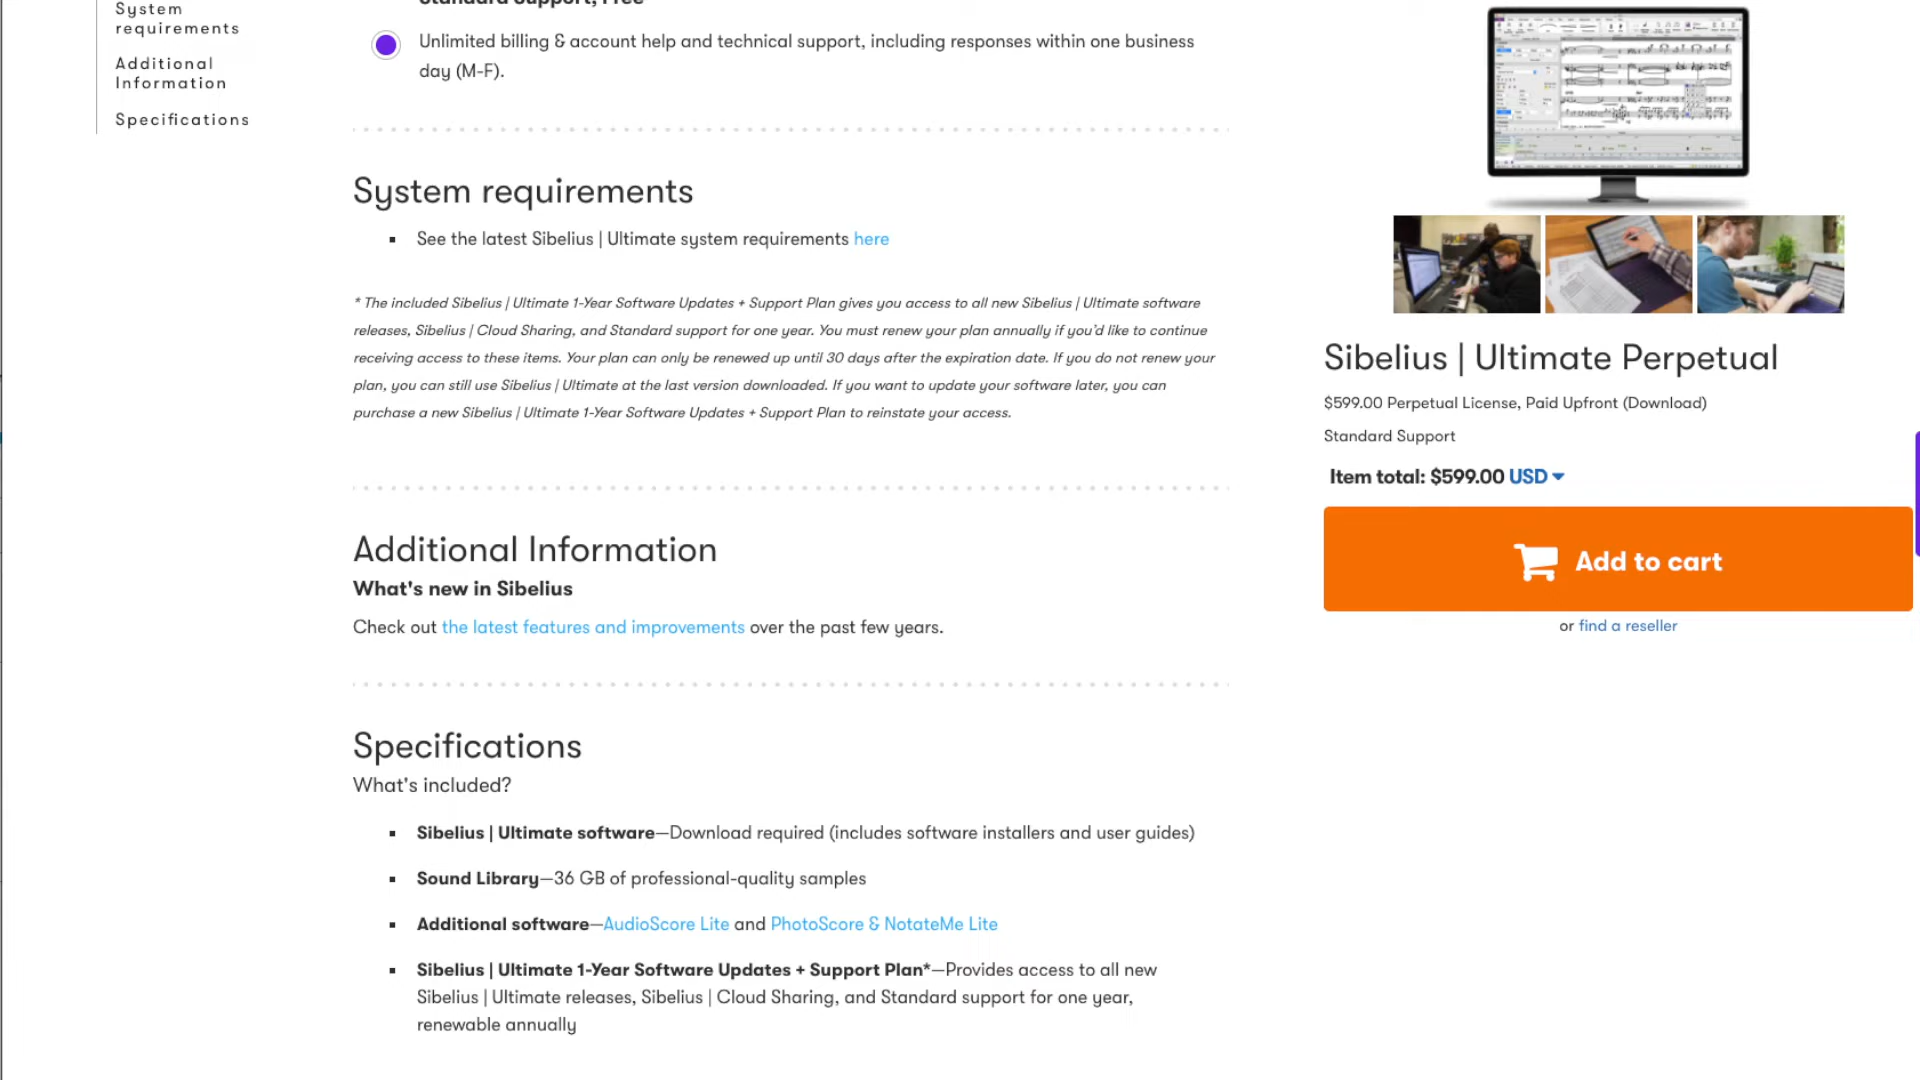 System
requirements
Additional
Information
Specifications
Standard Support, Free
Unlimited billing & account help and technical support, including responses within one business
day (M-F).
System requirements
▪ See the latest Sibelius | Ultimate system requirements here
* The included Sibelius | Ultimate 1-Year Software Updates + Support Plan gives you access to all new Sibelius | Ultimate software
releases, Sibelius | Cloud Sharing, and Standard support for one year. You must renew your plan annually if you'd like to continue
receiving access to these items. Your plan can only be renewed up until 30 days after the expiration date. If you do not renew your
plan, you can still use Sibelius | Ultimate at the last version downloaded. If you want to update your software later, you can
purchase a new Sibelius | Ultimate 1-Year Software Updates + Support Plan to reinstate your access.
Additional Information
What's new in Sibelius
Check out the latest features and improvements over the past few years.
Specifications
What's included?
▪ Sibelius | Ultimate software—Download required (includes software installers and user guides)
▪ Sound Library—36 GB of professional-quality samples
▪ Additional software—AudioScore Lite and PhotoScore & NotateMe Lite
▪ Sibelius | Ultimate 1-Year Software Updates + Support Plan*—Provides access to all new
Sibelius | Ultimate releases, Sibelius | Cloud Sharing, and Standard support for one year,
renewable annually
Sibelius | Ultimate Perpetual
$599.00 Perpetual License, Paid Upfront (Download)
Standard Support
Item total: $599.00 USD
Add to cart
or find a reseller